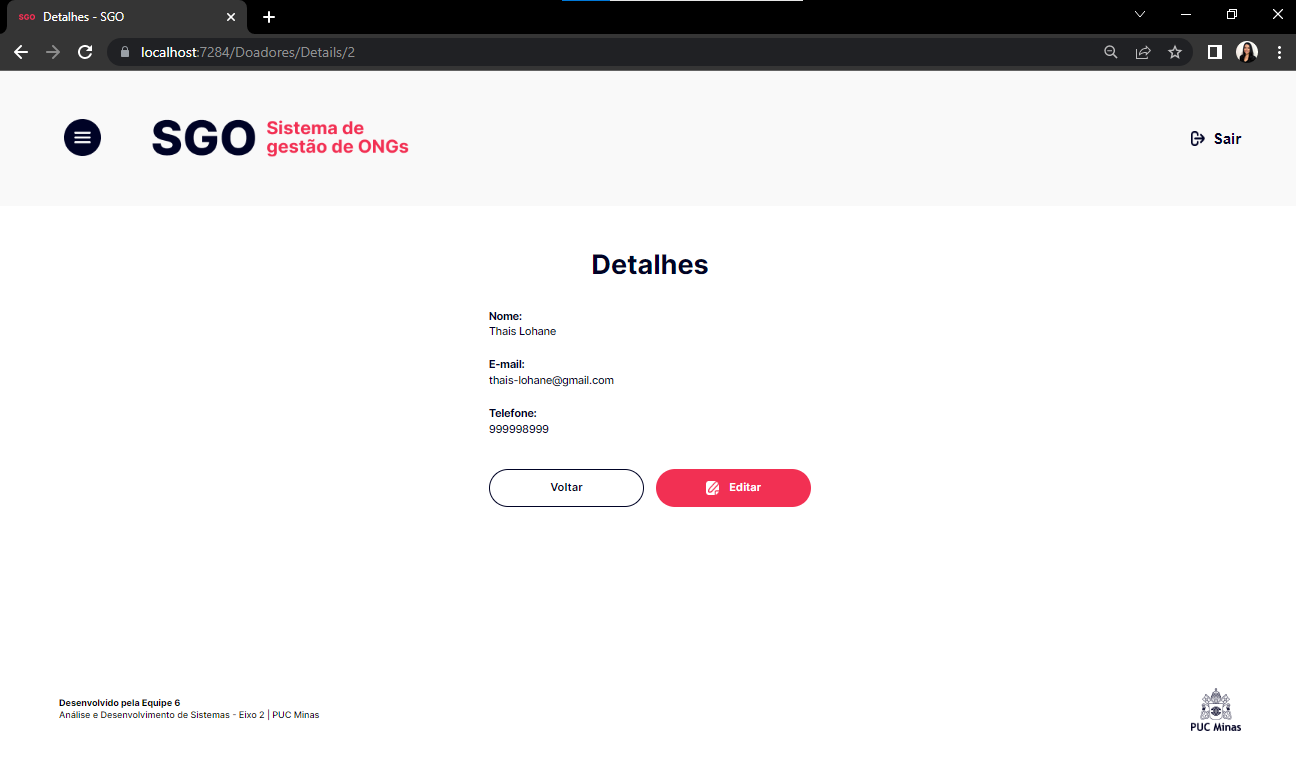 SGO Detalhes - SGO
localhost:7284/Doadores/Details/2
SGO Sistema de
gestão de ONGs
Sair
Detalhes
Nome:
Thais Lohane
E-mail:
thais-lohane@gmail.com
Telefone:
999998999
Voltar
Editar
Desenvolvido pela Equipe 6
Análise e Desenvolvimento de Sistemas - Eixo 2 | PUC Minas
PUC Minas